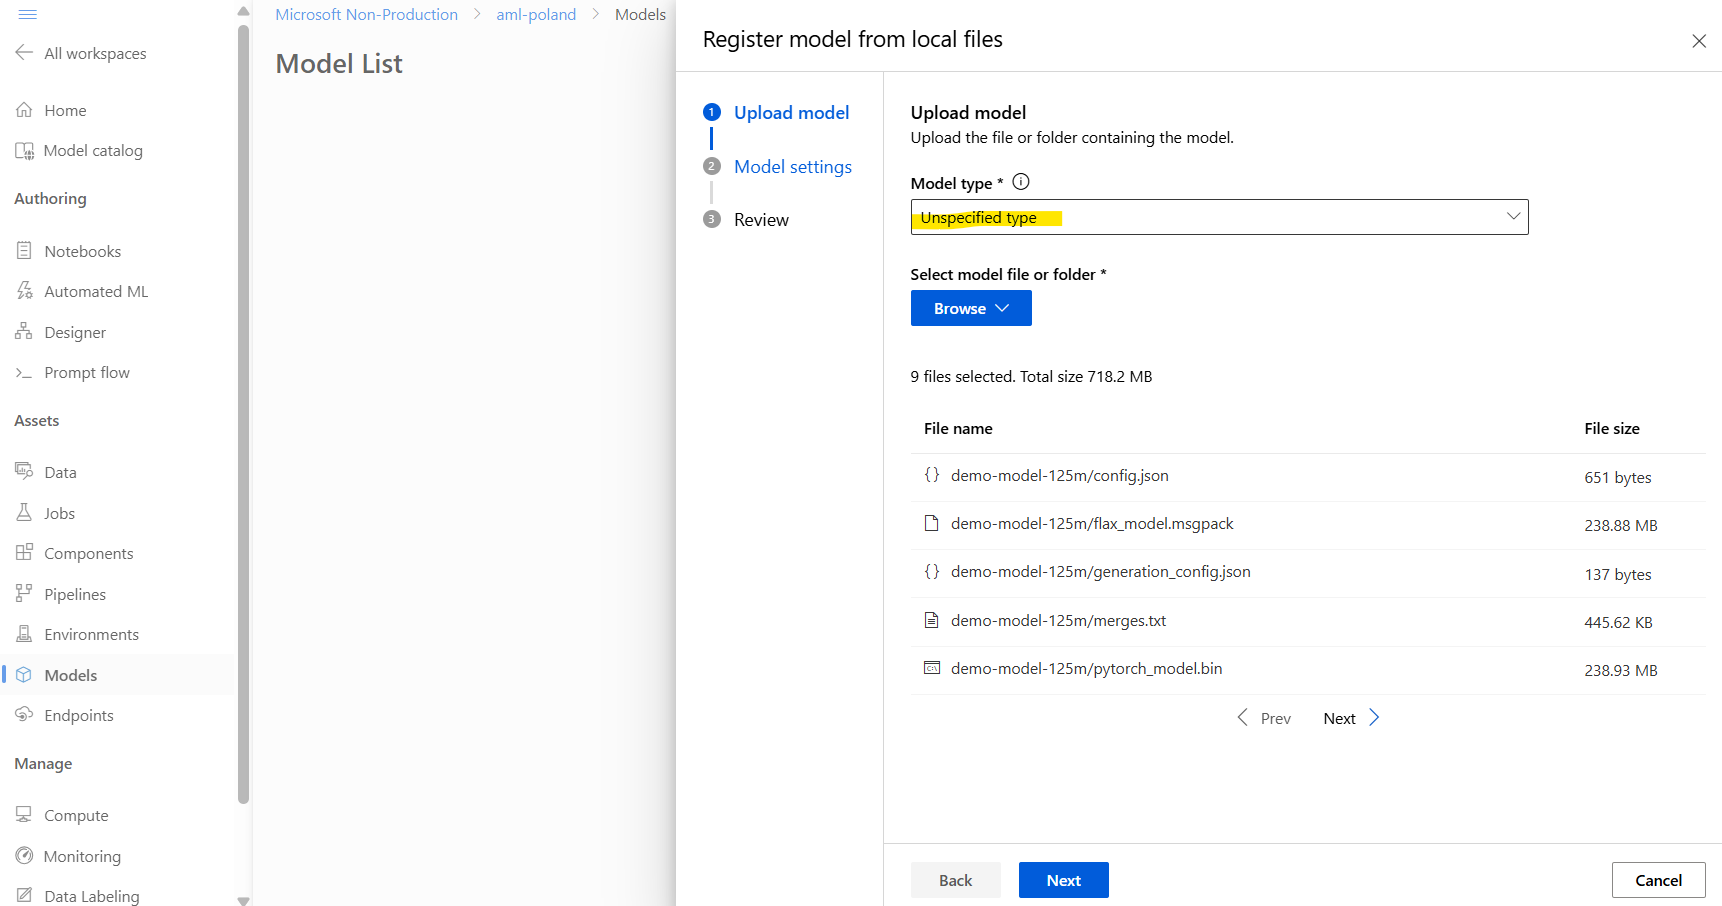 Microsoft Non-Production > aml-poland > Models
All workspaces
Home
Model catalog
Authoring
Notebooks
Automated ML
Designer
Prompt flow
Assets
Data
Jobs
Components
Pipelines
Environments
Models
Endpoints
Manage
Compute
Monitoring
Data Labeling
Model List
Register model from local files
1 Upload model
2 Model settings
3 Review
Upload model
Upload the file or folder containing the model.
Model type *
Unspecified type
Select model file or folder *
Browse
9 files selected. Total size 718.2 MB
File name File size
demo-model-125m/config.json 651 bytes
demo-model-125m/flax_model.msgpack 238.88 MB
demo-model-125m/generation_config.json 137 bytes
demo-model-125m/merges.txt 445.62 KB
demo-model-125m/pytorch_model.bin 238.93 MB
Prev Next
Back Next Cancel